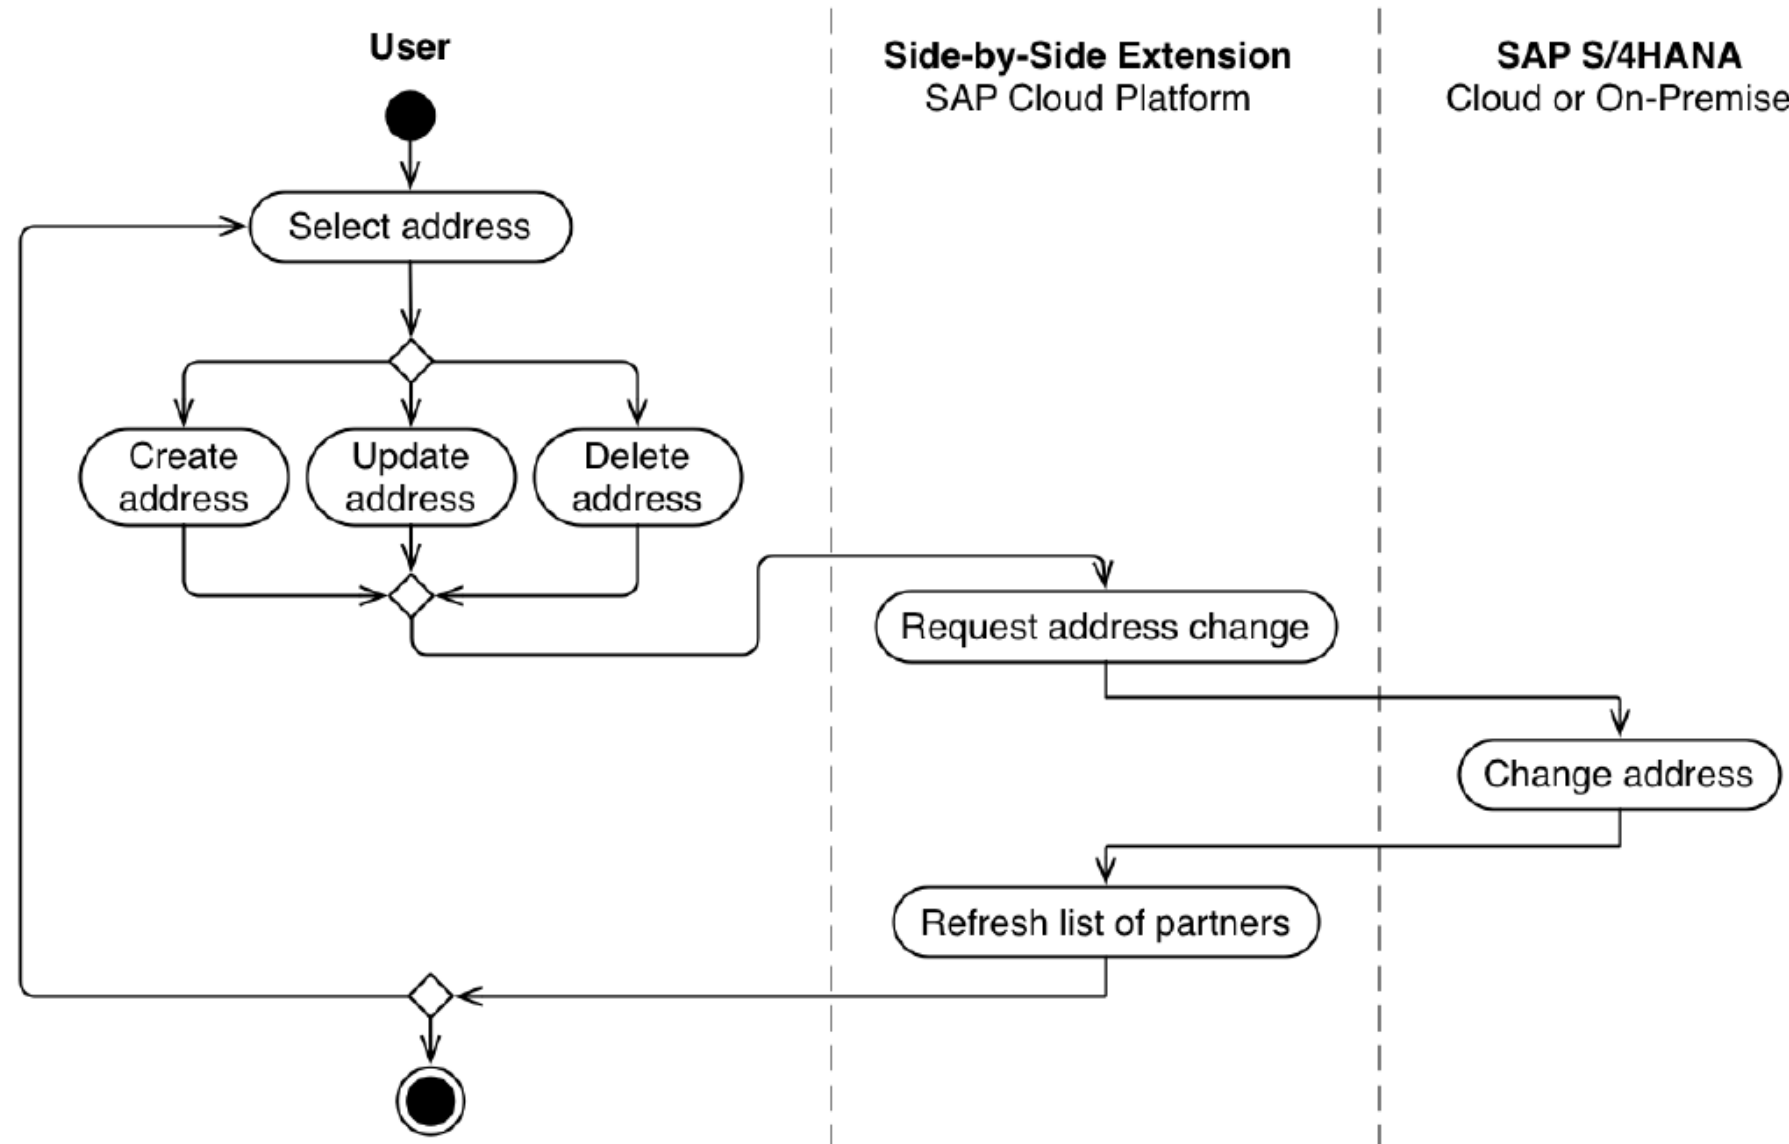 User
Side-by-Side Extension
SAP Cloud Platform
SAP S/4HANA
Cloud or On-Premise
Select address
Create
address
Update
address
Delete
address
Request address change
Change address
Refresh list of partners